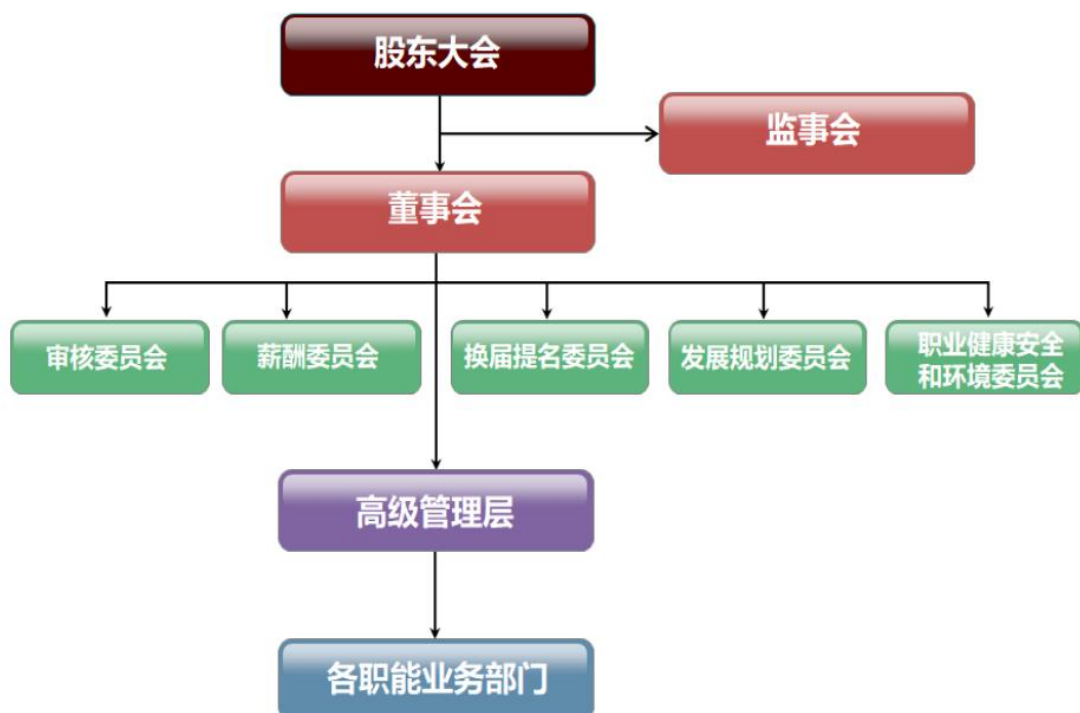 股东大会
监事会
董事会
审核委员会
薪酬委员会
换届提名委员会
发展规划委员会
职业健康安全
和环境委员会
高级管理层
各职能业务部门